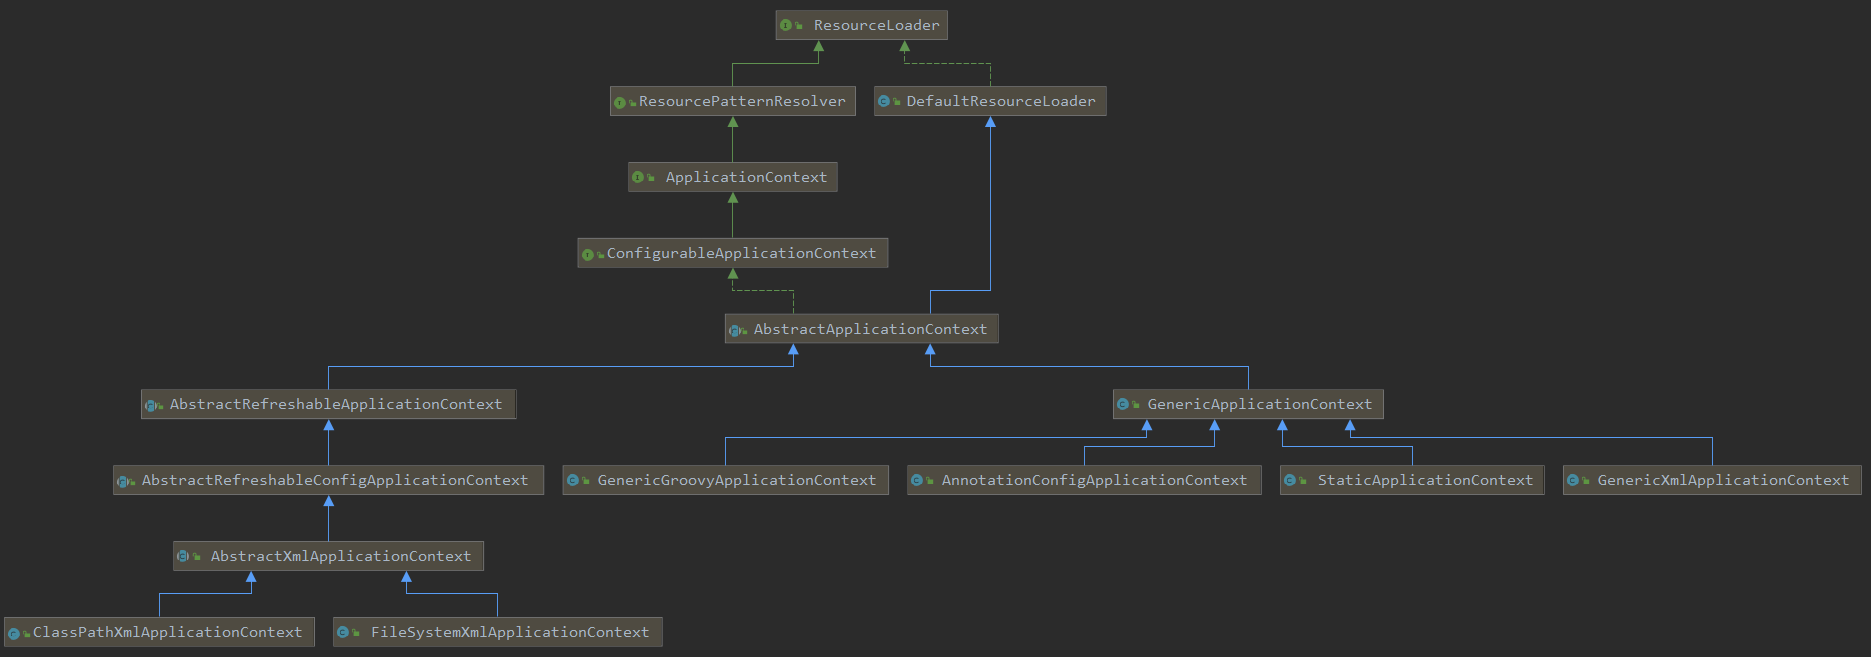 ResourceLoader
ResourcePatternResolver
DefaultResourceLoader
ApplicationContext
ConfigurableApplicationContext
AbstractApplicationContext
AbstractRefreshableApplicationContext
GenericApplicationContext
AbstractRefreshableConfigApplicationContext
GenericGroovyApplicationContext
AnnotationConfigApplicationContext
StaticApplicationContext
GenericXmlApplicationContext
AbstractXmlApplicationContext
ClassPathXmlApplicationContext
FileSystemXmlApplicationContext